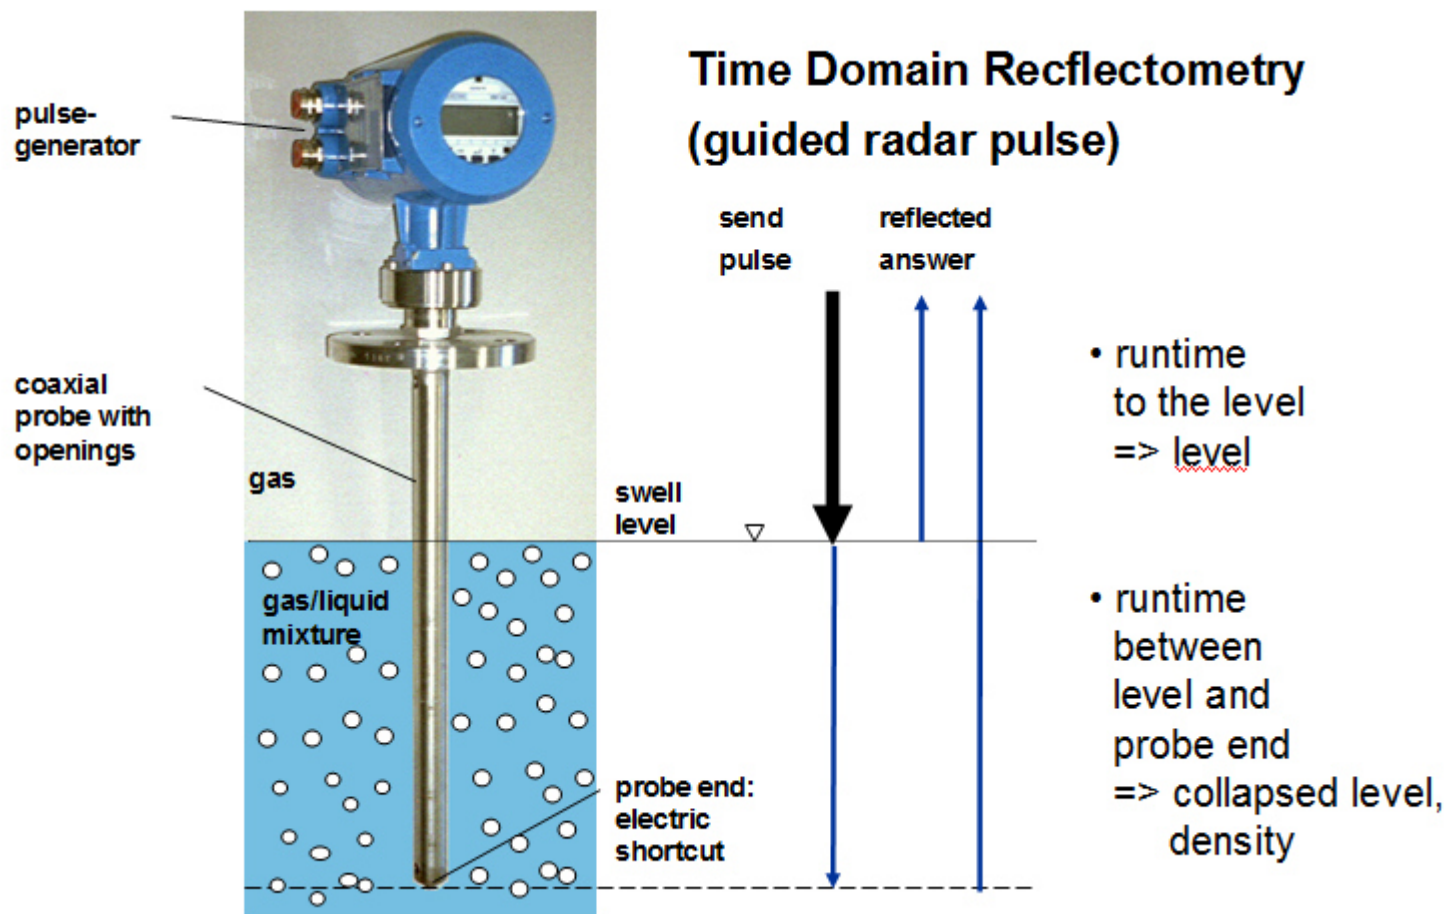 Time Domain Recflectometry
(guided radar pulse)
pulse-
generator
send
pulse
reflected
answer
coaxial
probe with
openings
gas
swell
level
• runtime
to the level
=> level
gas/liquid
mixture
• runtime
between
level and
probe end
=> collapsed level,
density
probe end:
electric
shortcut